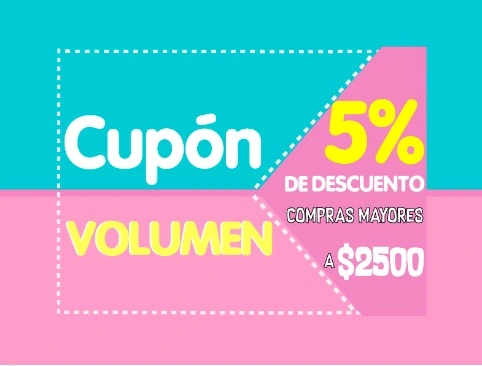 Cupón
VOLUMEN
5%
DE DESCUENTO
COMPRAS MAYORES
A $2500